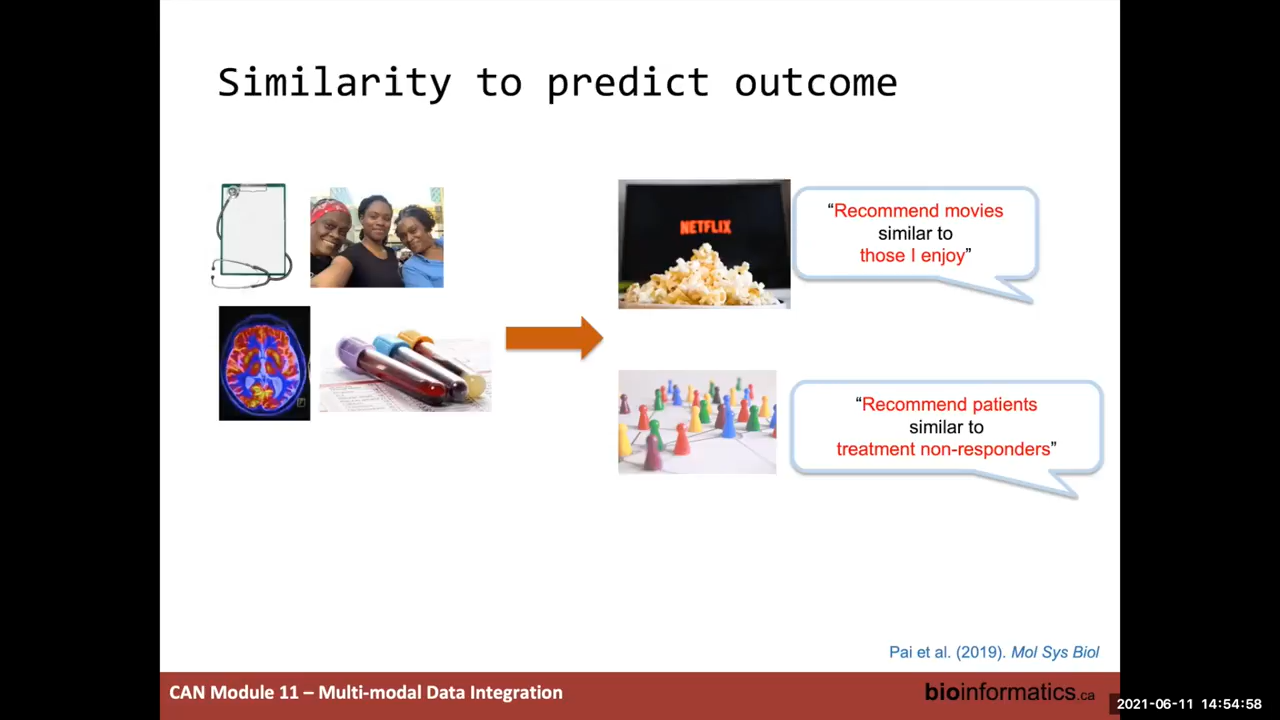 Similarity to predict outcome
NETFLIX
“Recommend movies
similar to
those I enjoy”
“Recommend patients
similar to
treatment non-responders”
Pai et al. (2019). Mol Sys Biol
CAN Module 11 – Multi-modal Data Integration
bioinformatics.ca
2021-06-11 14:54:58